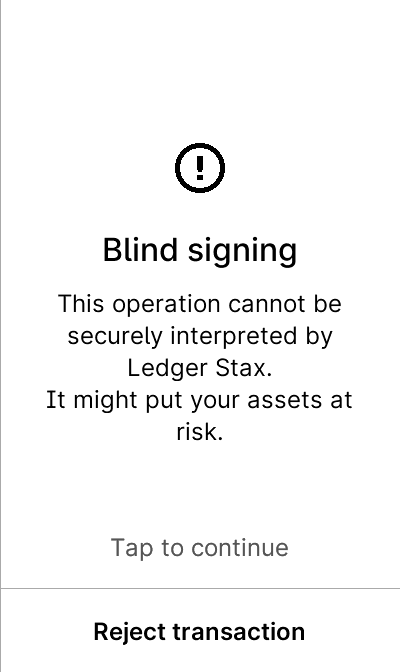 Blind signing
This operation cannot be
securely interpreted by
Ledger Stax.
It might put your assets at
risk.
Tap to continue
Reject transaction